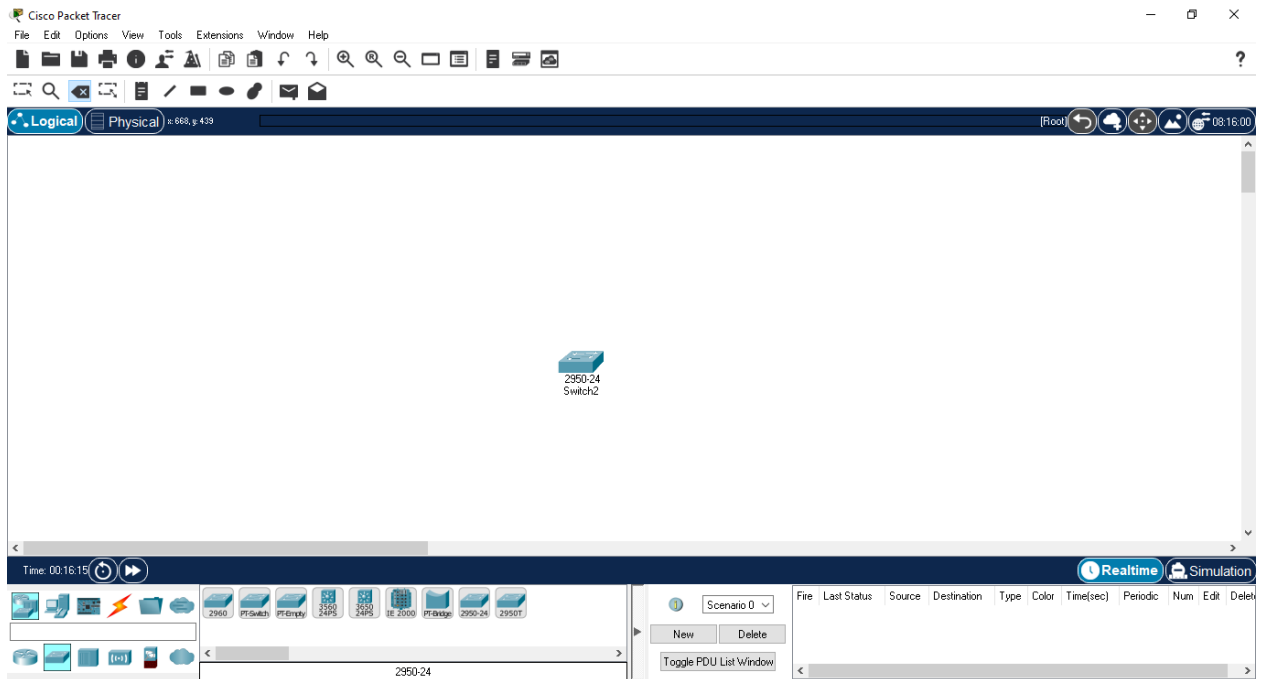 Cisco Packet Tracer
File Edit Options View Tools Extensions Window Help
?
Logical Physical x: 668, y: 439 [Root] 08:16:00
2950-24
Switch2
Time: 00:16:15 Realtime Simulation
2960 PT-Switch PT-Empty 3560 24PS 3650 24PS IE 2000 PT-Bridge 2950-24 2950T
2950-24
Scenario 0
New Delete
Toggle PDU List Window
Fire Last Status Source Destination Type Color Time(sec) Periodic Num Edit Delet